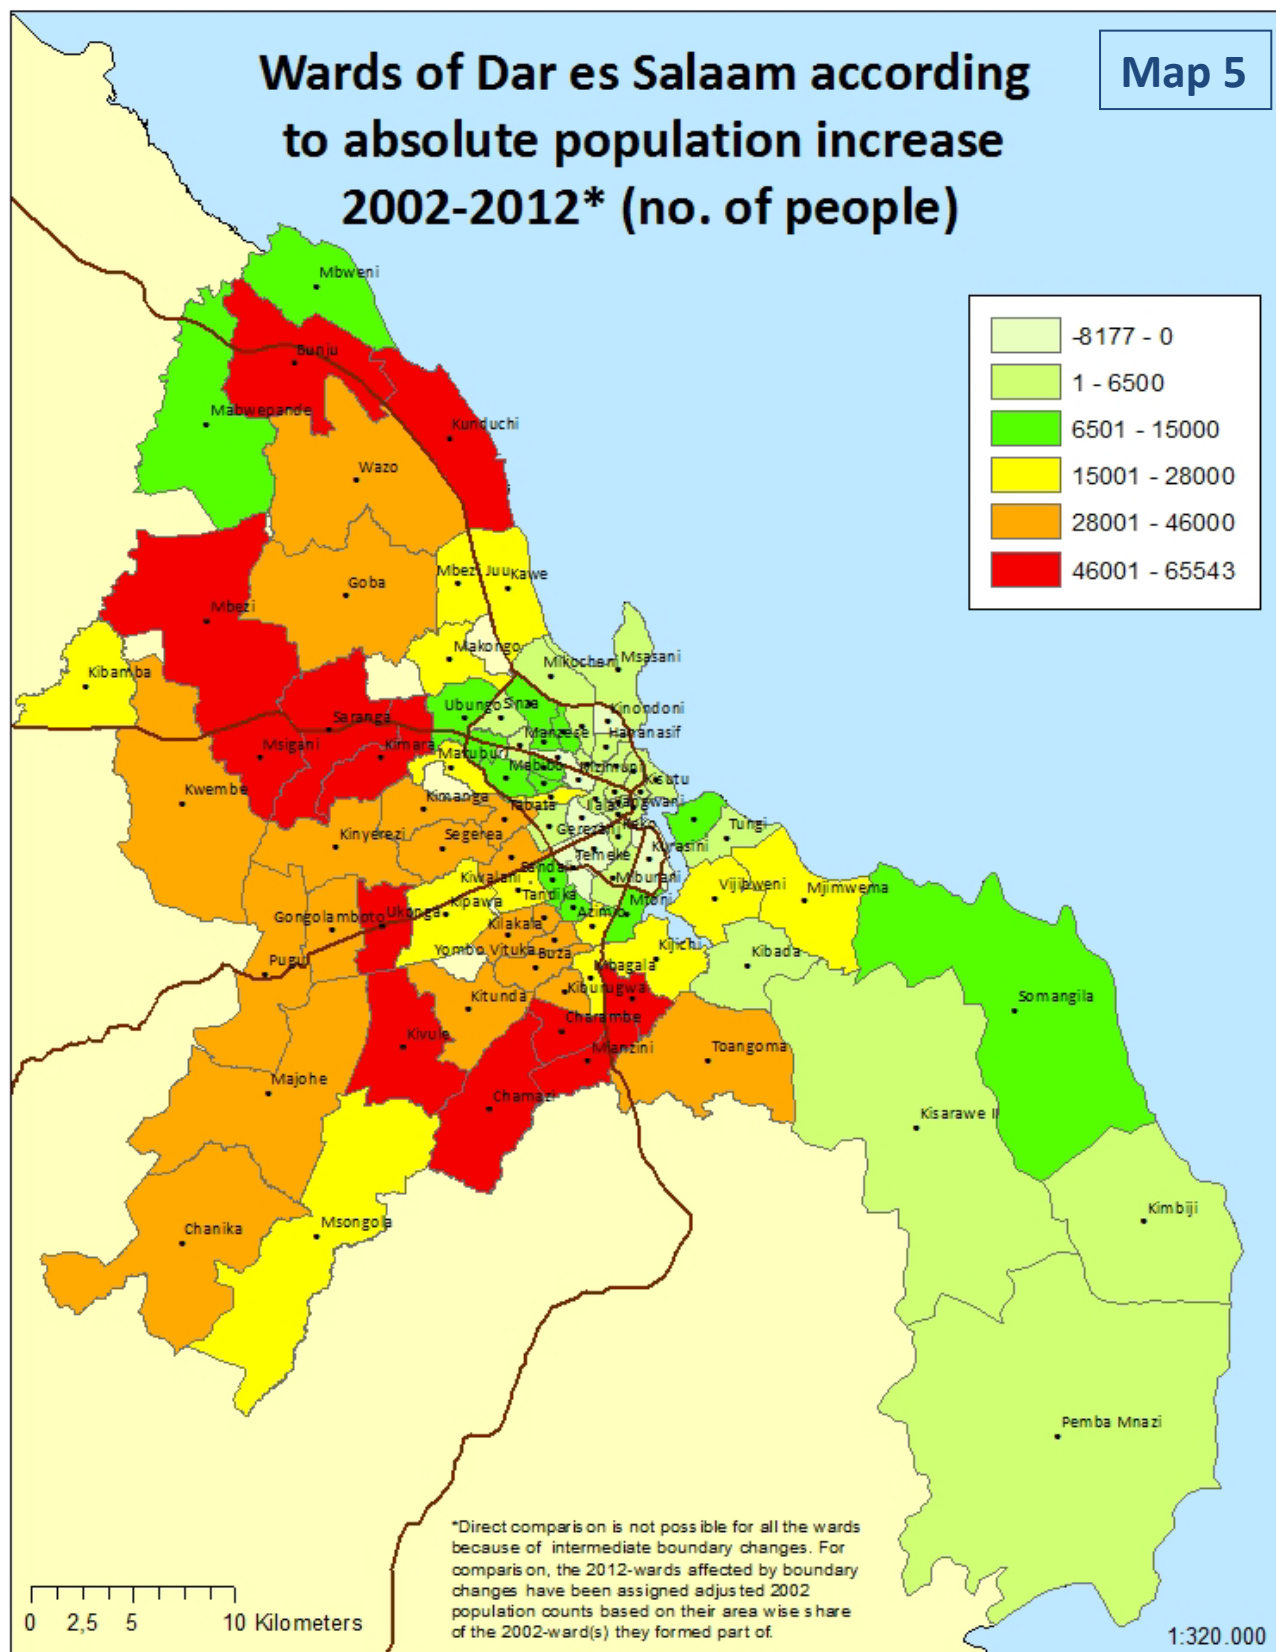 Wards of Dar es Salaam according
to absolute population increase
2002-2012* (no. of people)
Map 5
-8177 - 0
1 - 6500
6501 - 15000
15001 - 28000
28001 - 46000
46001 - 65543
Mbweni
Bunju
Mabwepande
Kunduchi
Wazo
Goba
Mbezi Juu
Kawe
Mbezi
Makongo
Kibamba
Mikocheni
Msasani
Ubungo
Sinza
Kinondoni
Saranga
Manzese
Hananasif
Msigani
Kimara
Makuburi
Mabibo
Mzimuni
Kisutu
Kwembe
Kimanga
Tabata
Ilala
Kinyerezi
Segerea
Gerezani
Tungi
Temeke
Kurasini
Kiwalani
Sandali
Miburani
Vijibweni
Mjimwema
Gongolamboto
Ukonga
Kipawa
Tandika
Azimio
Mtoni
Kilakala
Pugu
Yombo Vituka
Buza
Kijichi
Kibada
Mbagala
Kitunda
Kiburugwa
Somangila
Kivule
Charambe
Mianzini
Toangoma
Majohe
Chamazi
Kisarawe II
Chanika
Msongola
Kimbiji
Pemba Mnazi
*Direct comparison is not possible for all the wards
because of intermediate boundary changes. For
comparison, the 2012-wards affected by boundary
changes have been assigned adjusted 2002
population counts based on their area wise share
of the 2002-ward(s) they formed part of.
0 2,5 5 10 Kilometers
1:320.000